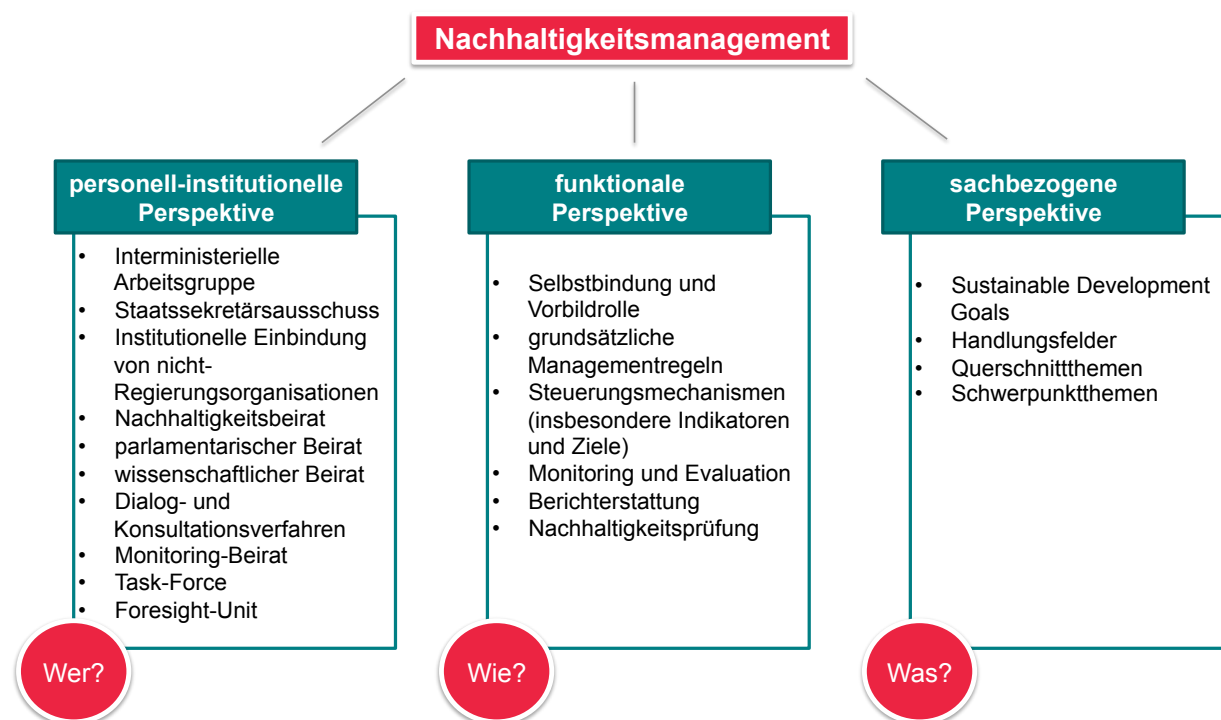 Nachhaltigkeitsmanagement
personell-institutionelle
Perspektive
• Interministerielle
Arbeitsgruppe
• Staatssekretärsausschuss
• Institutionelle Einbindung
von nicht-
Regierungsorganisationen
• Nachhaltigkeitsbeirat
• parlamentarischer Beirat
• wissenschaftlicher Beirat
• Dialog- und
Konsultationsverfahren
• Monitoring-Beirat
• Task-Force
• Foresight-Unit
Wer?
funktionale
Perspektive
• Selbstbindung und
Vorbildrolle
• grundsätzliche
Managementregeln
• Steuerungsmechanismen
(insbesondere Indikatoren
und Ziele)
• Monitoring und Evaluation
• Berichterstattung
• Nachhaltigkeitsprüfung
Wie?
sachbezogene
Perspektive
• Sustainable Development
Goals
• Handlungsfelder
• Querschnittthemen
• Schwerpunktthemen
Was?